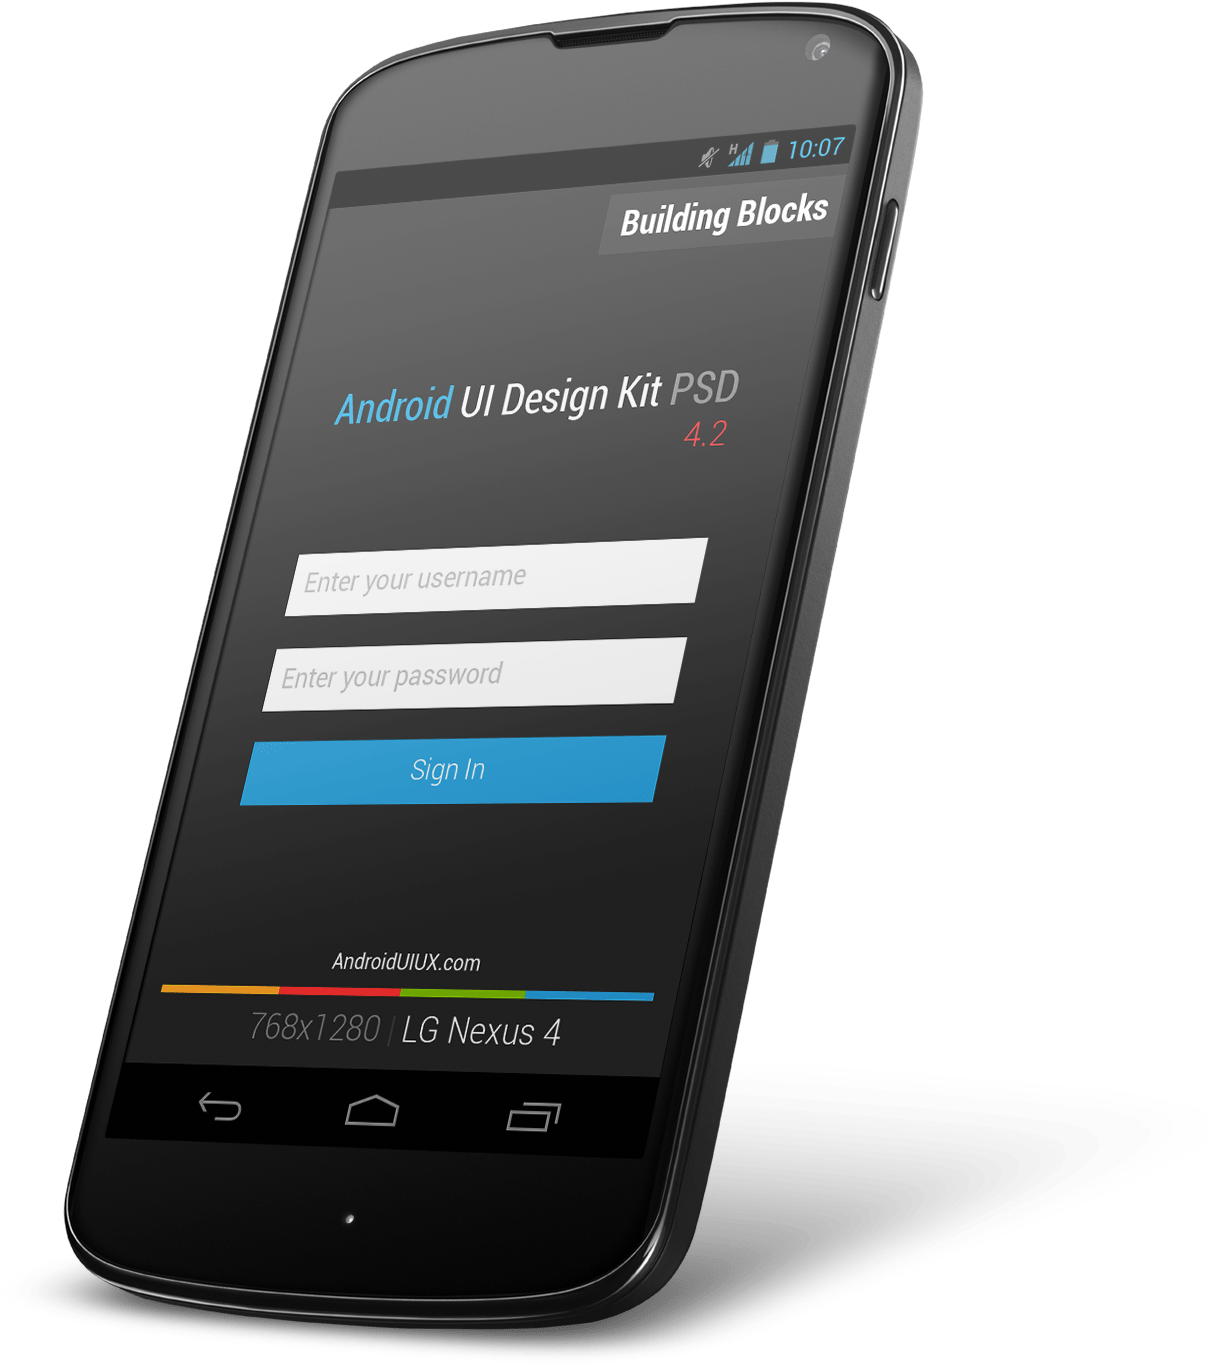 H 10:07
Building Blocks
Android UI Design Kit PSD
4.2
Enter your username
Enter your password
Sign In
AndroidUIUX.com
768x1280 | LG Nexus 4